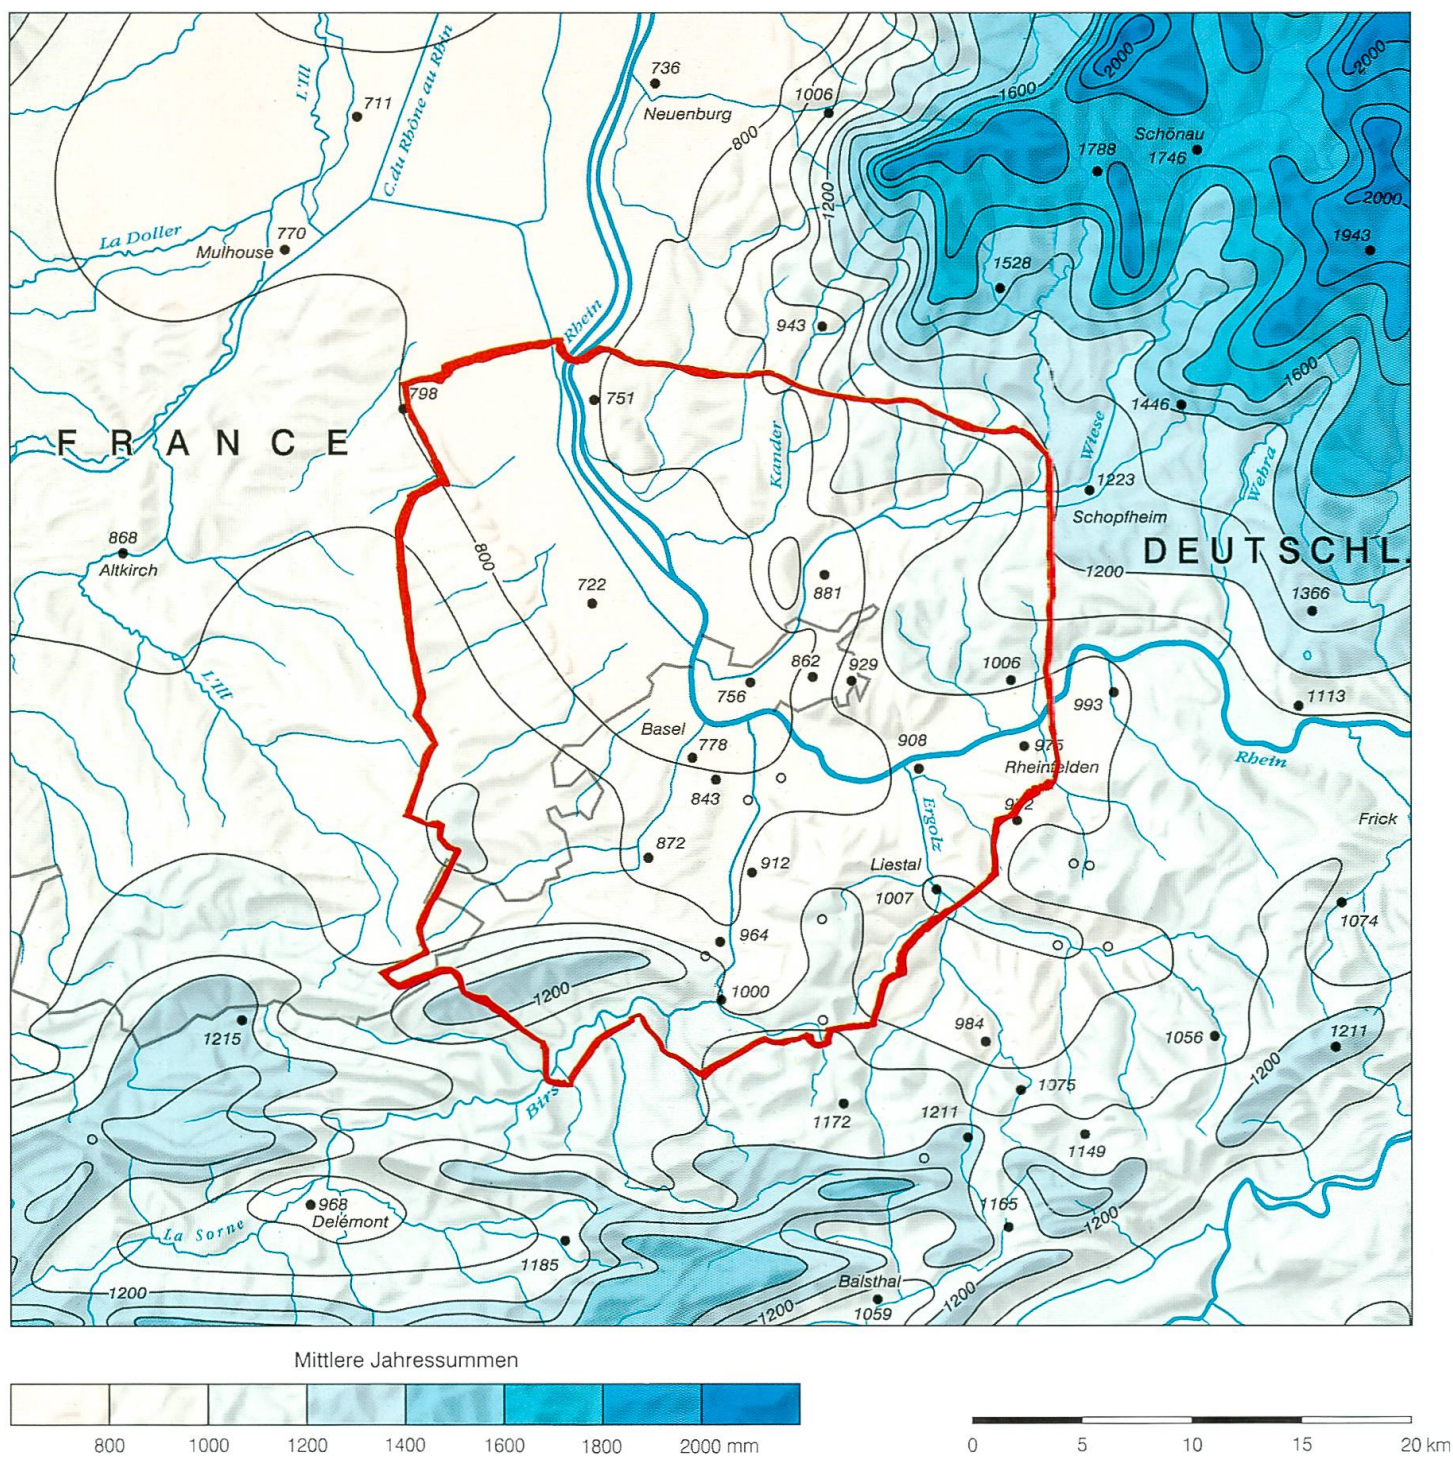 736
2000
2000
L'Ill
711
C.du Rhône au Rhin
Neuenburg
1006
1600
800
Schönau
1788
1746
1200
2000
La Doller
770
Mulhouse
1943
1528
Rhein
943
1600
798
751
1446
FRANCE
Kander
Wiese
Wehra
1223
Schopfheim
868
Altkirch
800
DEUTSCHL.
1200
722
881
1366
L'Ill
862
929
1006
756
993
1113
Basel
778
908
975
Rhein
Rheinfelden
843
972
Ergolz
Frick
872
912
Liestal
1007
1074
964
1200
1000
1215
984
1056
1211
1200
Birs
1075
1172
1211
1149
968
Delémont
La Sorne
1165
1200
1185
Balsthal
1200
1200
1059
1200
Mittlere Jahressummen
800 1000 1200 1400 1600 1800 2000 mm
0 5 10 15 20 km